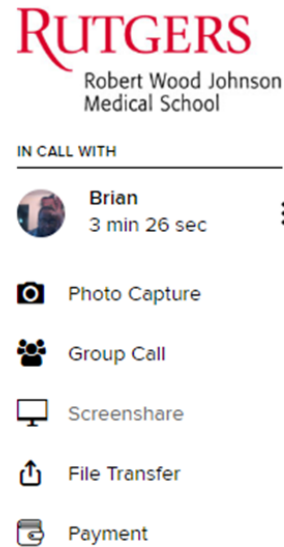 RUTGERS
Robert Wood Johnson
Medical School
IN CALL WITH
Brian
3 min 26 sec
Photo Capture
Group Call
Screenshare
File Transfer
Payment